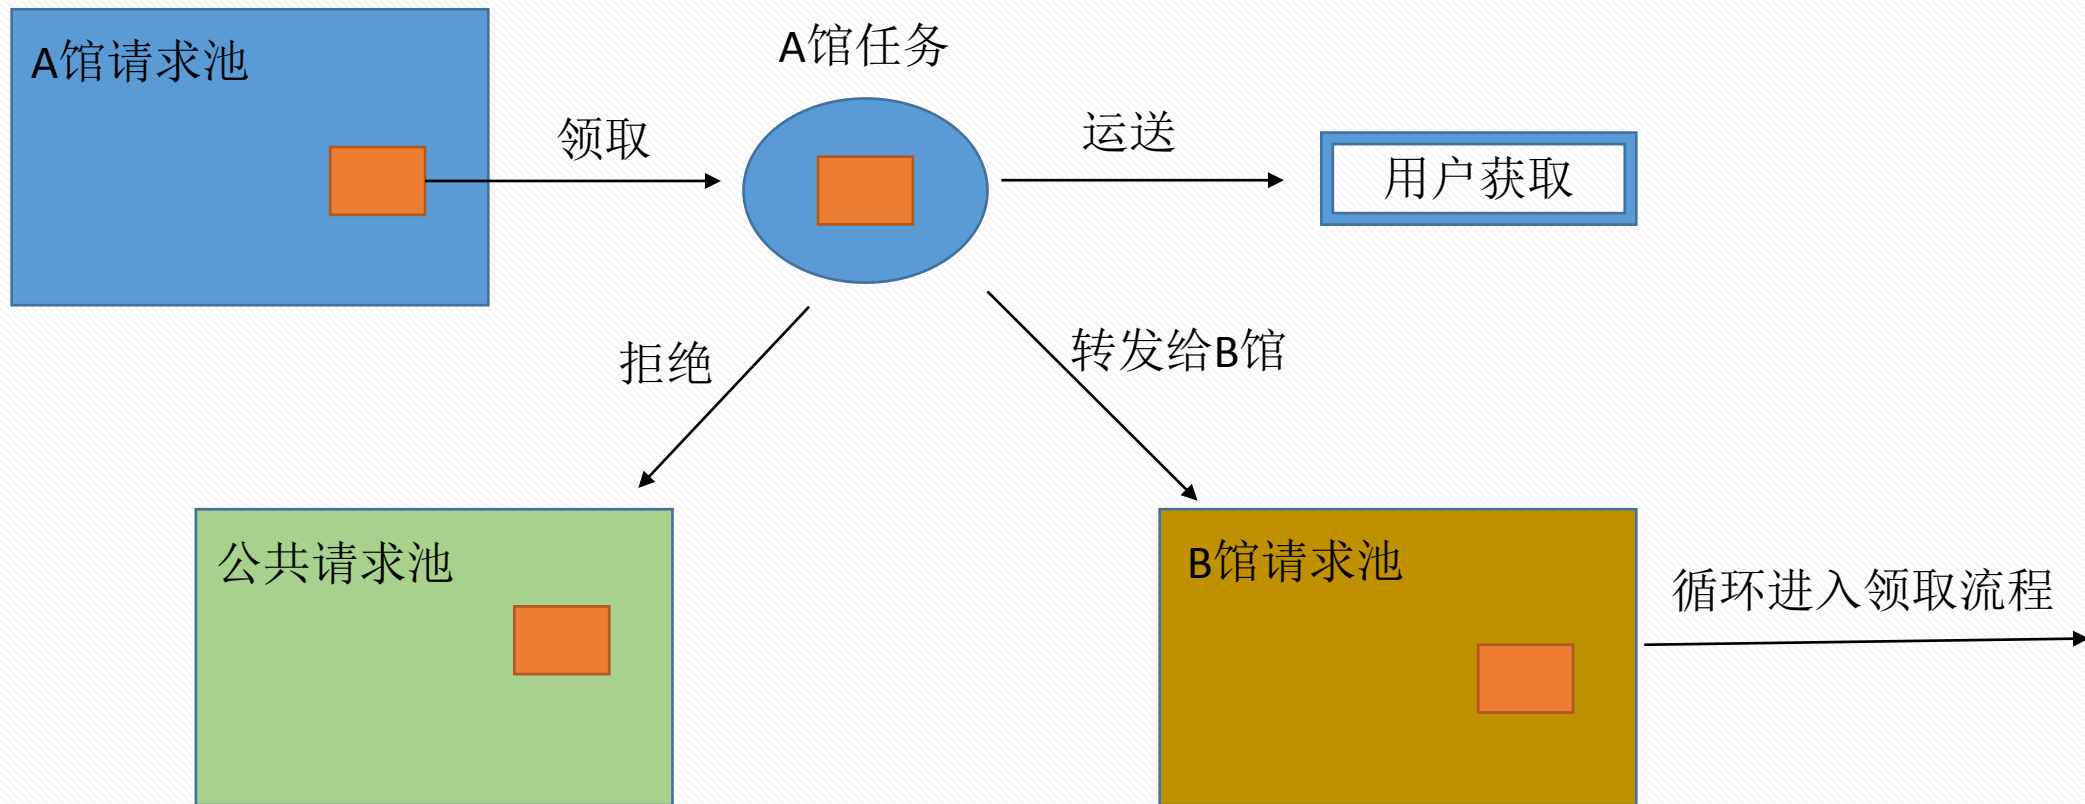 A馆请求池
A馆任务
领取
运送
用户获取
拒绝
转发给B馆
公共请求池
B馆请求池
循环进入领取流程